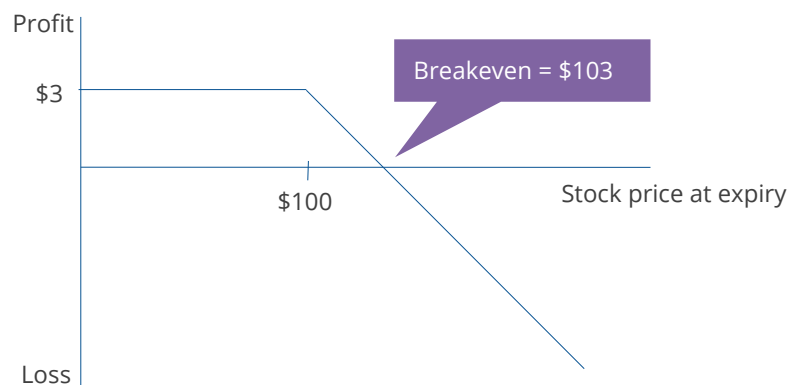 Profit
Breakeven = $103
$3
Stock price at expiry
$100
Loss